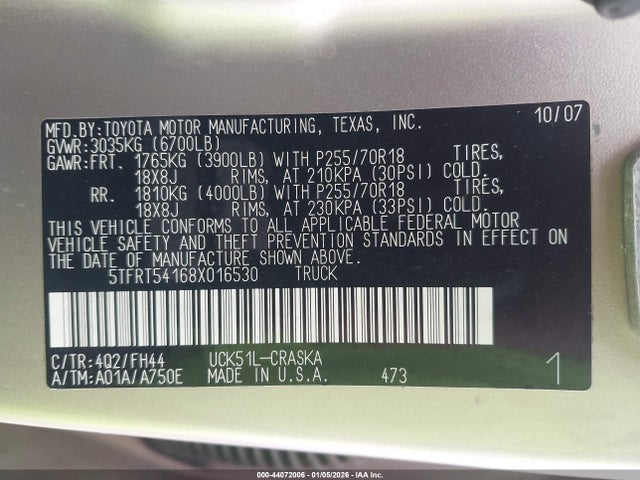 MFD.BY:TOYOTA MOTOR MANUFACTURING, TEXAS, INC. 10/07
GVWR:3035KG (6700LB)
GAWR:FRT. 1765KG (3900LB) WITH P255/70R18 TIRES,
18X8J RIMS, AT 210KPA (30PSI) COLD.
RR. 1810KG (4000LB) WITH P255/70R18 TIRES,
18X8J RIMS, AT 230KPA (33PSI) COLD.
THIS VEHICLE CONFORMS TO ALL APPLICABLE FEDERAL MOTOR
VEHICLE SAFETY AND THEFT PREVENTION STANDARDS IN EFFECT ON
THE DATE OF MANUFACTURE SHOWN ABOVE.
5TFRT54168X016530 TRUCK
C/TR:4Q2/FH44 UCK51L-CRASKA
A/TM:A01A/A750E MADE IN U.S.A. 473 1
000-44072006 - 01/05/2026 - IAA Inc.